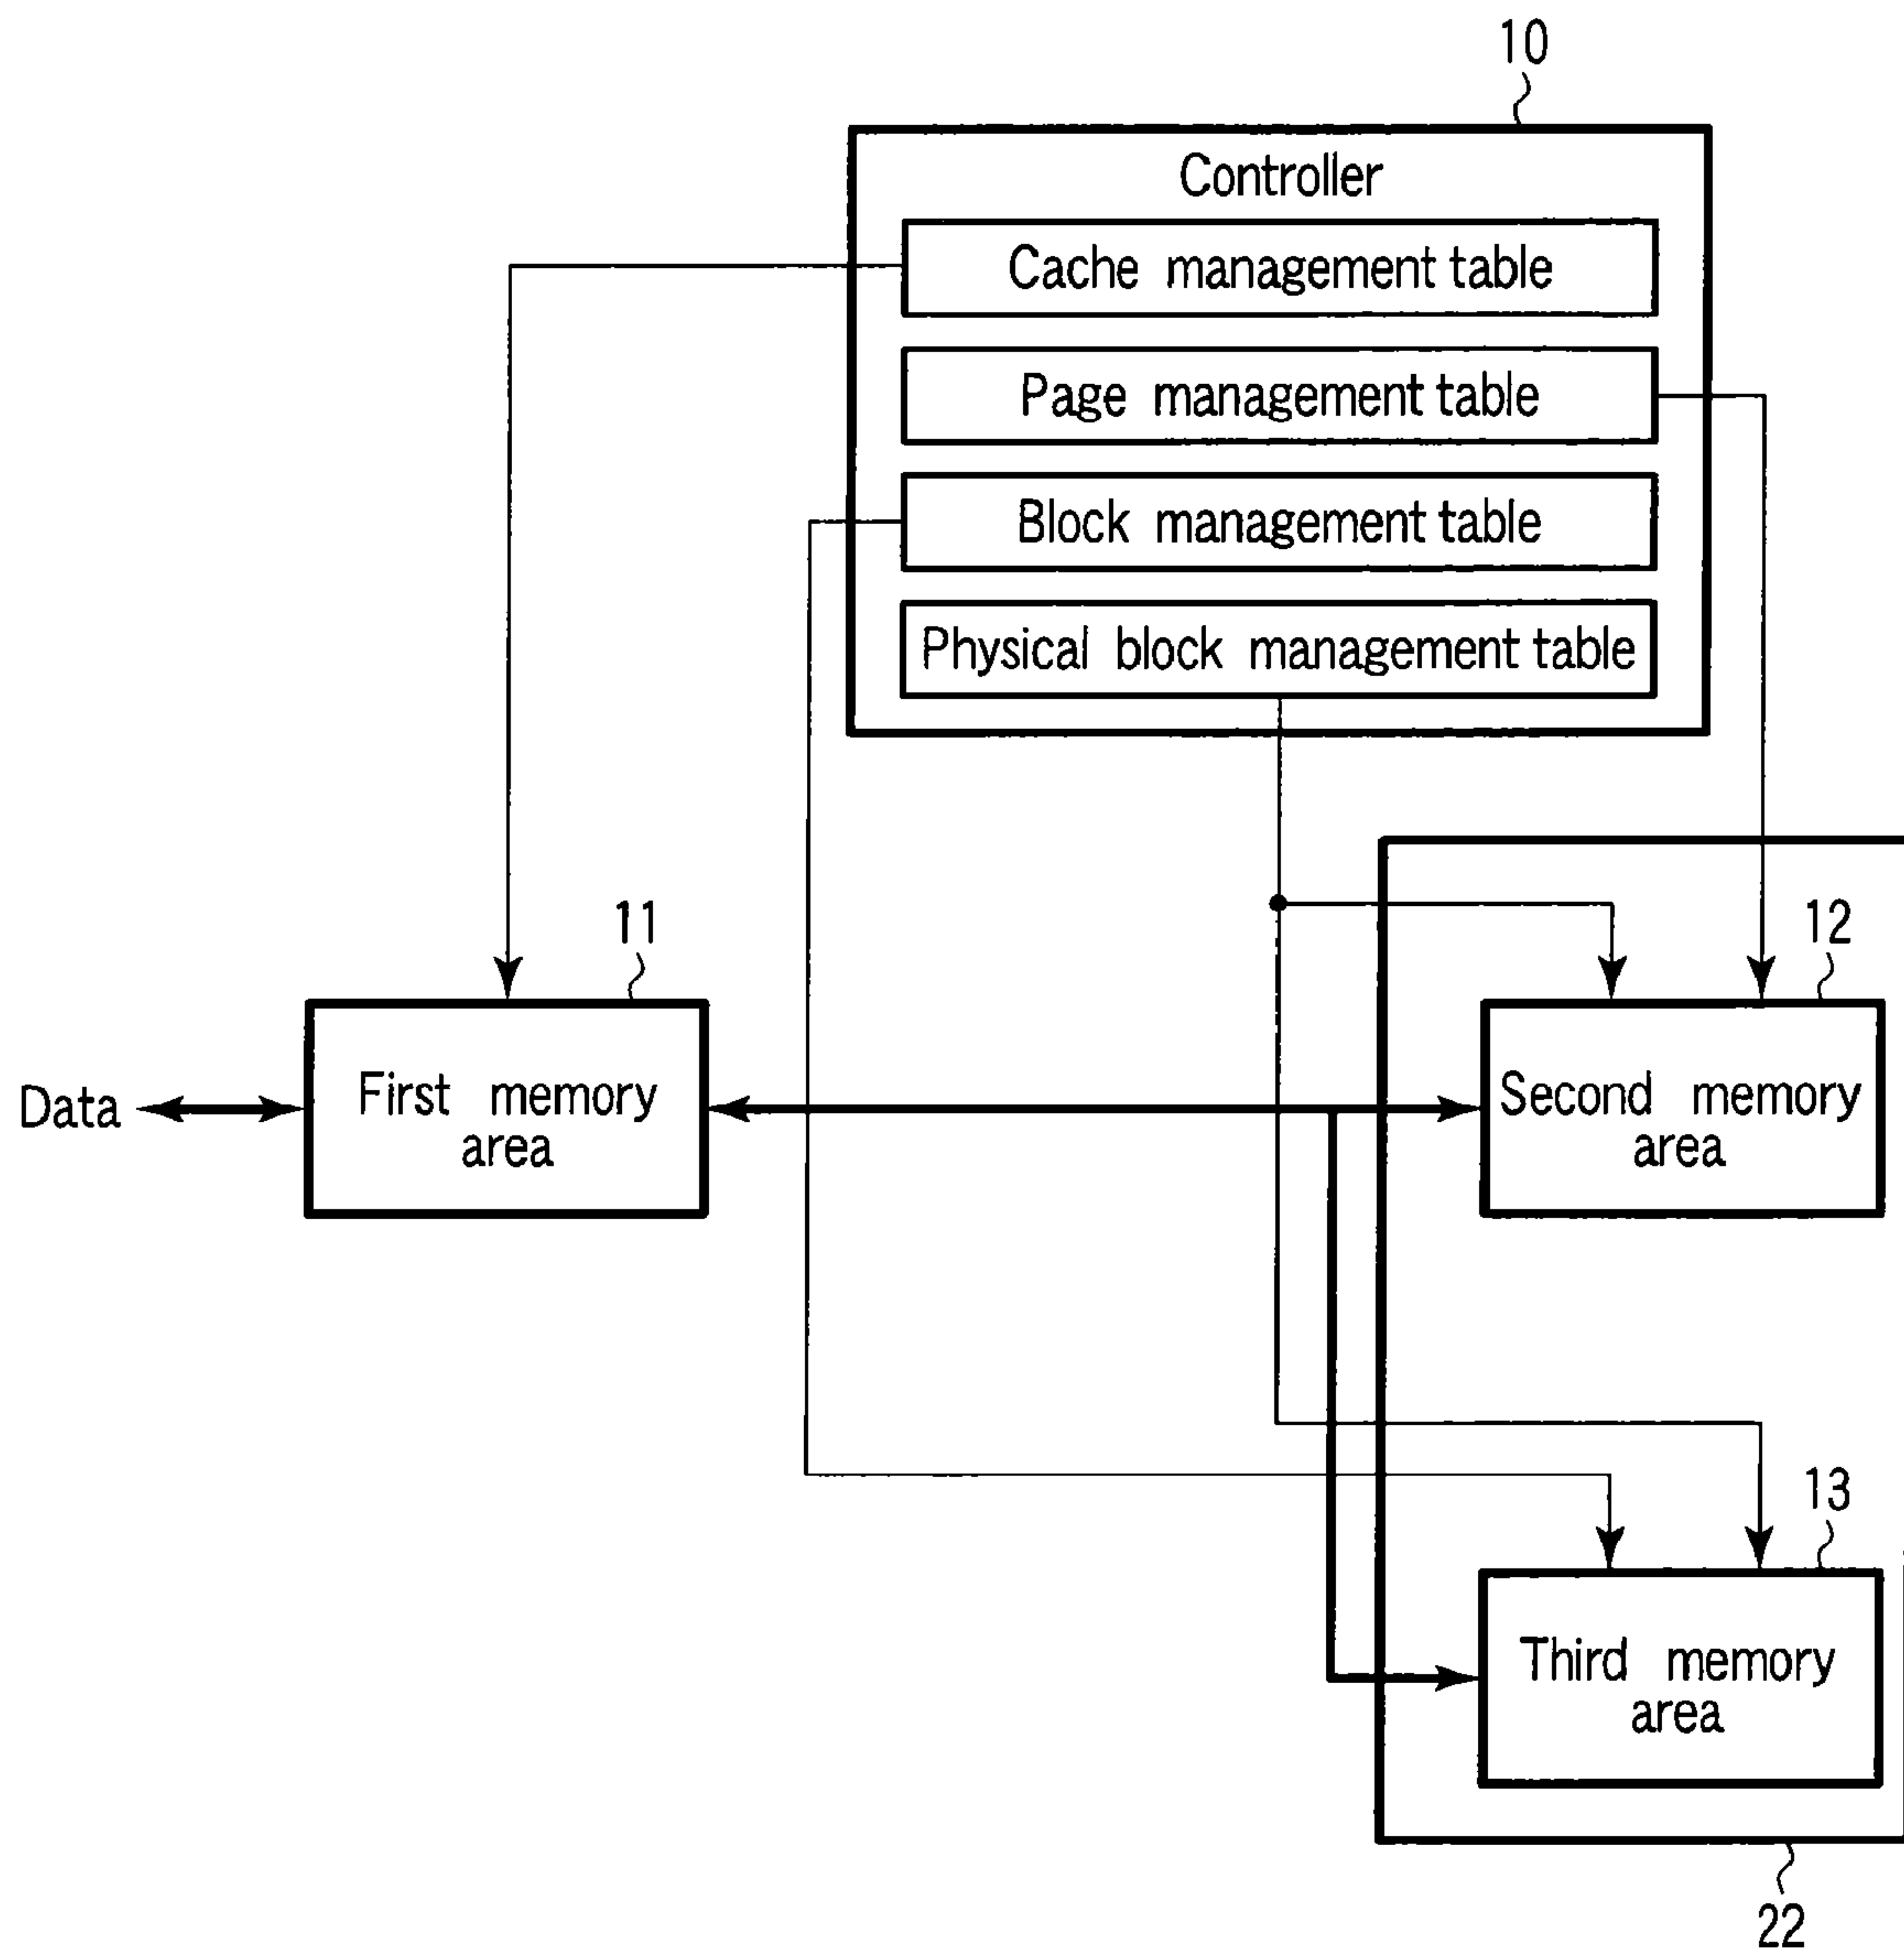 10
Controller
Cache management table
Page management table
Block management table
Physical block management table
11
12
Data
First memory
area
Second memory
area
13
Third memory
area
22